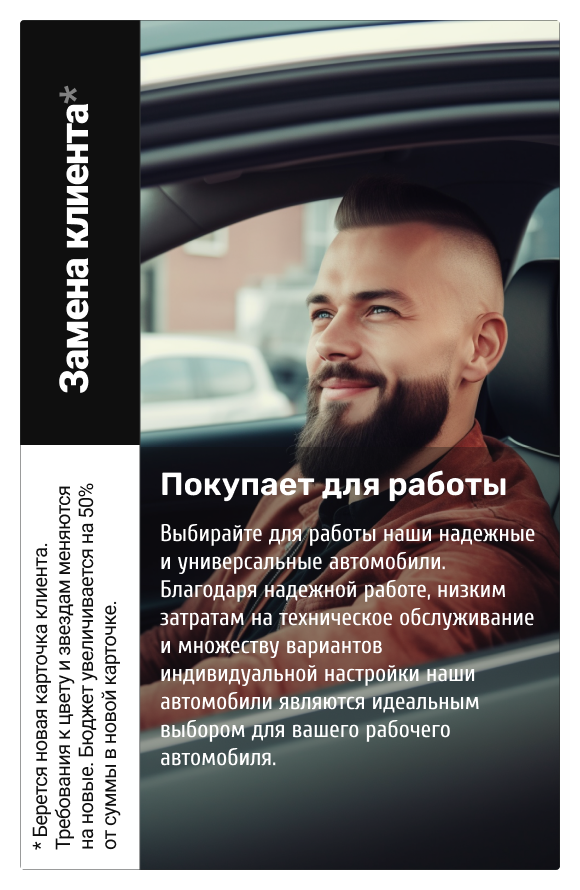 Замена клиента*
* Берется новая карточка клиента.
Требования к цвету и звездам меняются
на новые. Бюджет увеличивается на 50%
от суммы в новой карточке.
Покупает для работы
Выбирайте для работы наши надежные
и универсальные автомобили.
Благодаря надежной работе, низким
затратам на техническое обслуживание
и множеству вариантов
индивидуальной настройки наши
автомобили являются идеальным
выбором для вашего рабочего
автомобиля.